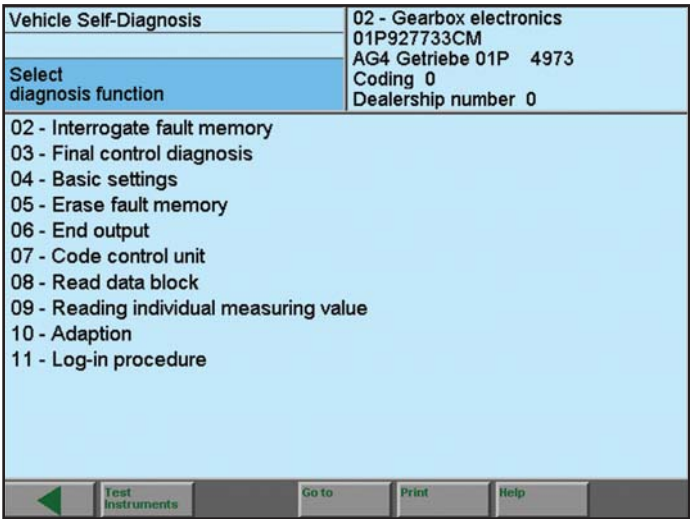 Vehicle Self-Diagnosis
Select
diagnosis function
02 - Gearbox electronics
01P927733CM
AG4 Getriebe 01P 4973
Coding 0
Dealership number 0
02 - Interrogate fault memory
03 - Final control diagnosis
04 - Basic settings
05 - Erase fault memory
06 - End output
07 - Code control unit
08 - Read data block
09 - Reading individual measuring value
10 - Adaption
11 - Log-in procedure
Test
Instruments
Go to
Print
Help